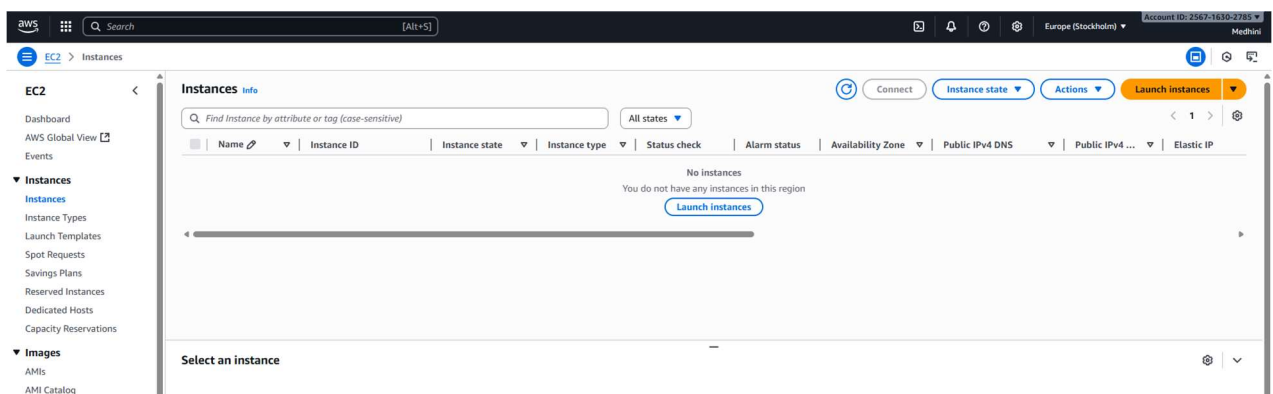 aws
Search [Alt+S]
Europe (Stockholm) ▼
Account ID: 2567-1630-2785 ▼
Medhini
EC2 > Instances
EC2
Dashboard
AWS Global View
Events
▼ Instances
Instances
Instance Types
Launch Templates
Spot Requests
Savings Plans
Reserved Instances
Dedicated Hosts
Capacity Reservations
▼ Images
AMIs
AMI Catalog
Instances Info
Connect
Instance state ▼
Actions ▼
Launch instances ▼
Find Instance by attribute or tag (case-sensitive)
All states ▼
< 1 >
Name | Instance ID | Instance state | Instance type | Status check | Alarm status | Availability Zone | Public IPv4 DNS | Public IPv4 ... | Elastic IP
No instances
You do not have any instances in this region
Launch instances
Select an instance